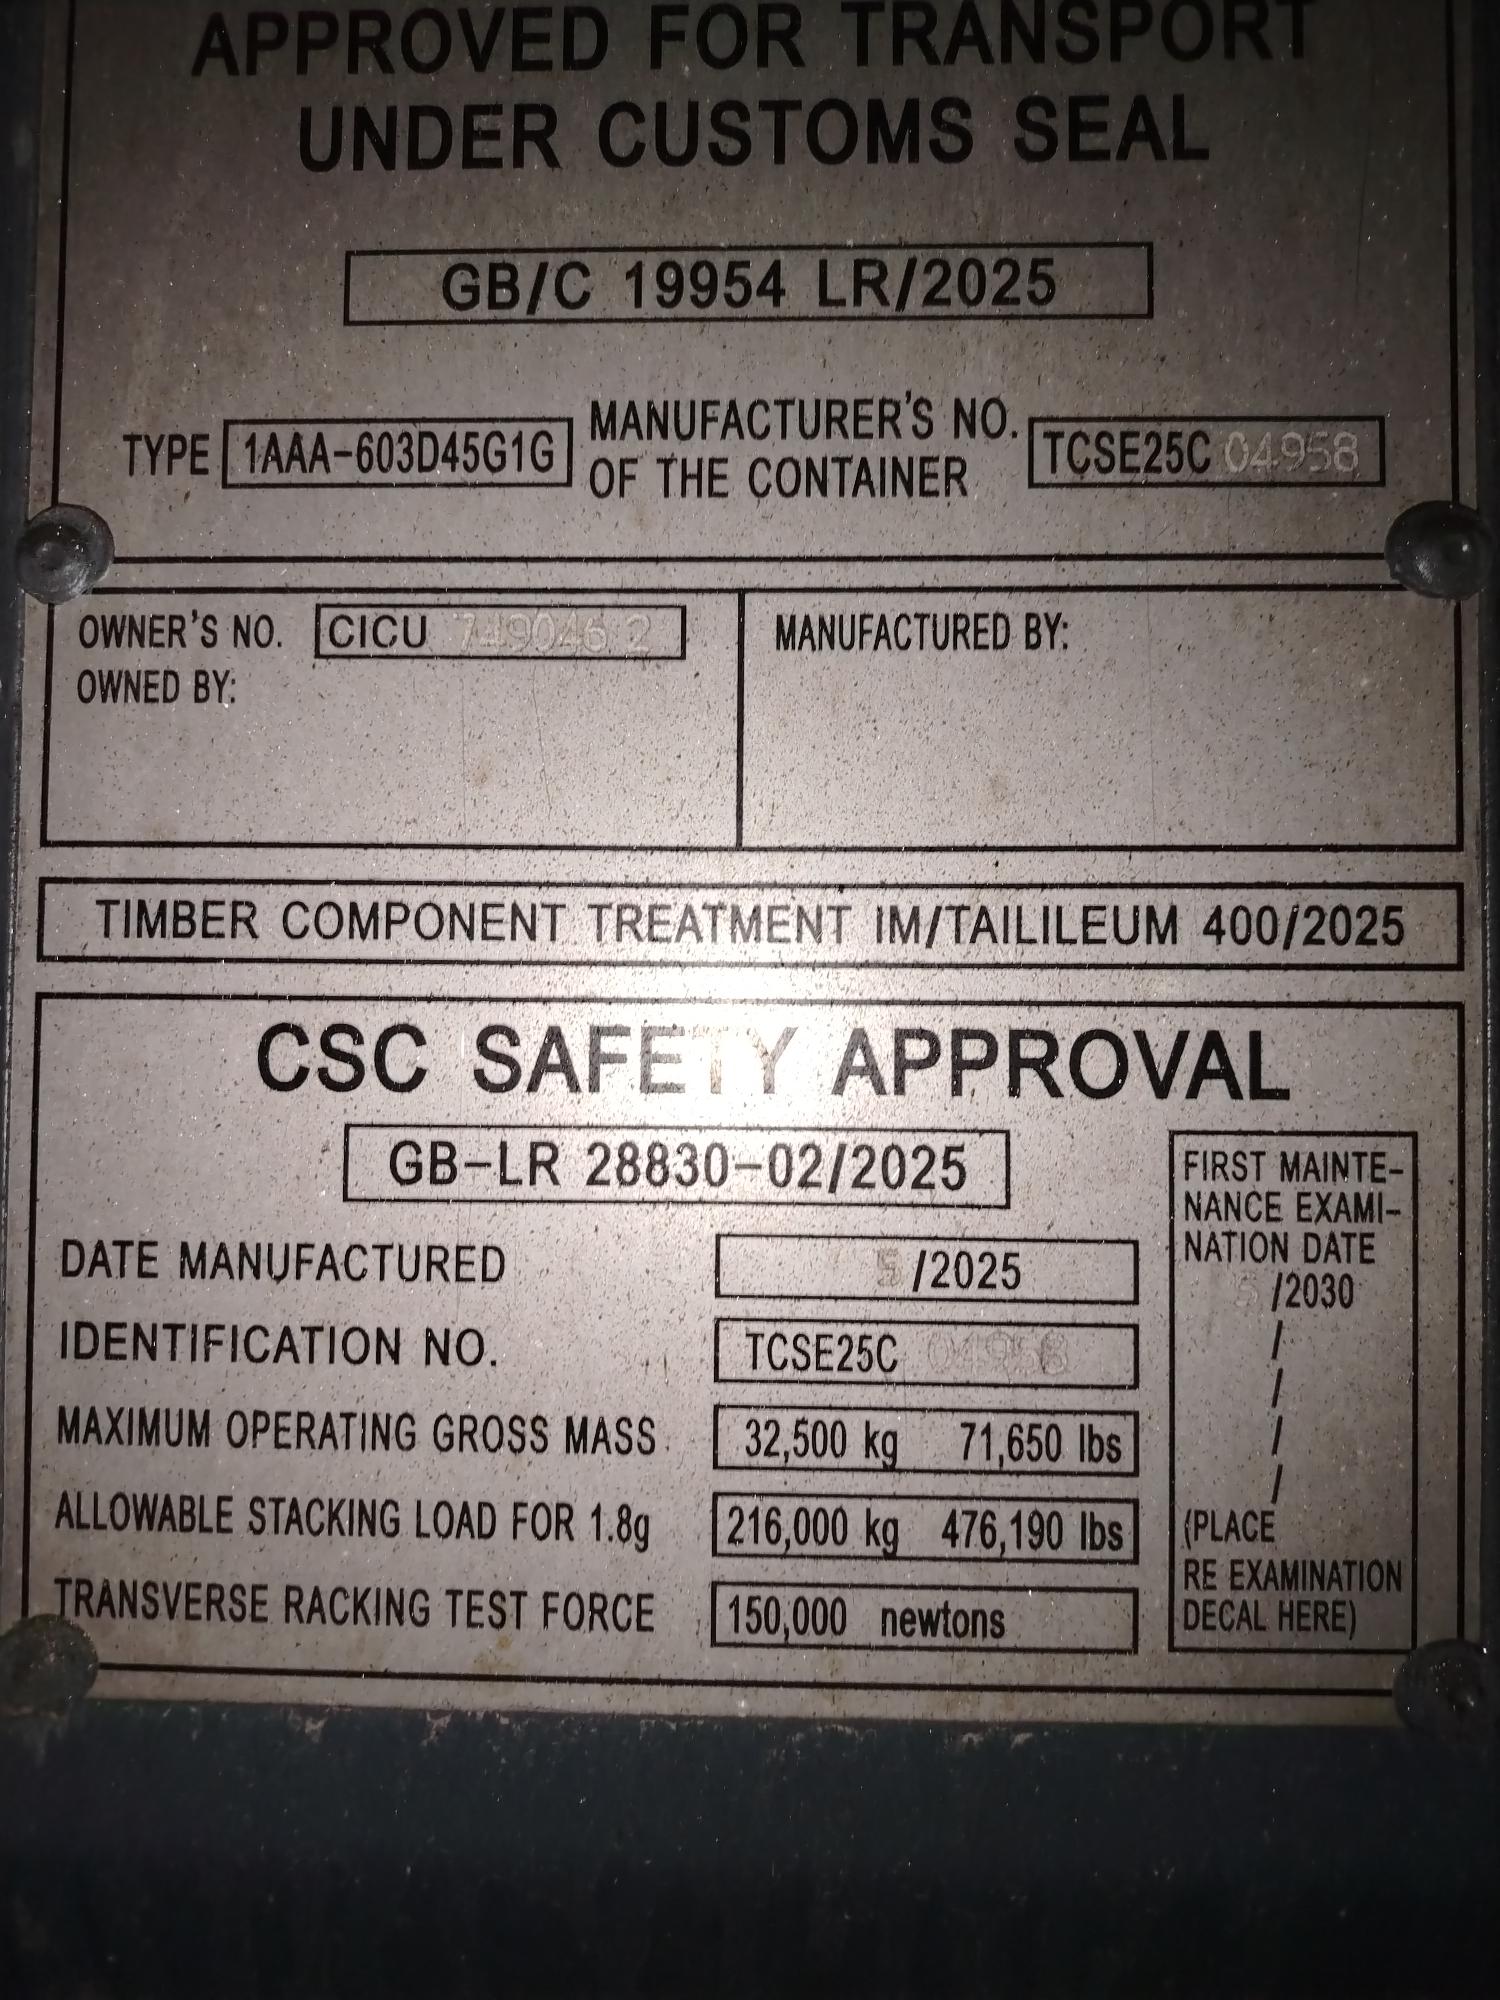 APPROVED FOR TRANSPORT
UNDER CUSTOMS SEAL
GB/C 19954 LR/2025
TYPE 1AAA-603D45G1G MANUFACTURER'S NO. OF THE CONTAINER TCSE25C 04958
OWNER'S NO. CICU 749046 2
OWNED BY:
MANUFACTURED BY:
TIMBER COMPONENT TREATMENT IM/TAILILEUM 400/2025
CSC SAFETY APPROVAL
GB-LR 28830-02/2025
DATE MANUFACTURED 5/2025
IDENTIFICATION NO. TCSE25C 04958
MAXIMUM OPERATING GROSS MASS 32,500 kg 71,650 lbs
ALLOWABLE STACKING LOAD FOR 1.8g 216,000 kg 476,190 lbs
TRANSVERSE RACKING TEST FORCE 150,000 newtons
FIRST MAINTE-
NANCE EXAMI-
NATION DATE
5/2030
/
/
/
/
/
(PLACE
RE EXAMINATION
DECAL HERE)